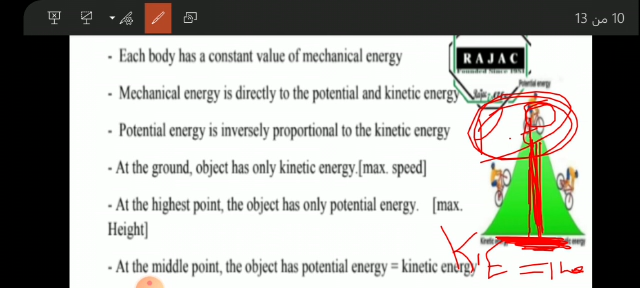 10 من 13
- Each body has a constant value of mechanical energy
RAJAC
Founded Since 1981
- Mechanical energy is directly to the potential and kinetic energy
Potential energy
- Potential energy is inversely proportional to the kinetic energy
- At the ground, object has only kinetic energy.[max. speed]
- At the highest point, the object has only potential energy. [max.
Height]
- At the middle point, the object has potential energy = kinetic energy
K.E =